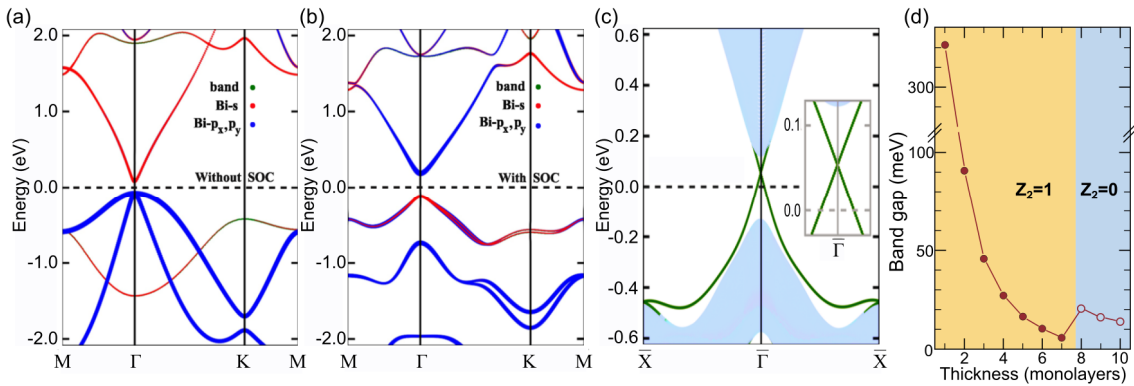 (a)
2.0
1.0
0.0
-1.0
-2.0
Energy (eV)
band
Bi-s
Bi-px,py
Without SOC
M Γ K M
(b)
2.0
1.0
0.0
-1.0
-2.0
Energy (eV)
band
Bi-s
Bi-px,py
With SOC
M Γ K M
(c)
0.6
0.4
0.2
0.0
-0.2
-0.4
-0.6
Energy (eV)
0.1
0.0
Γ̅
X̅ Γ̅ X̅
(d)
300
100
50
0
Band gap (meV)
Z2=1 Z2=0
2 4 6 8 10
Thickness (monolayers)